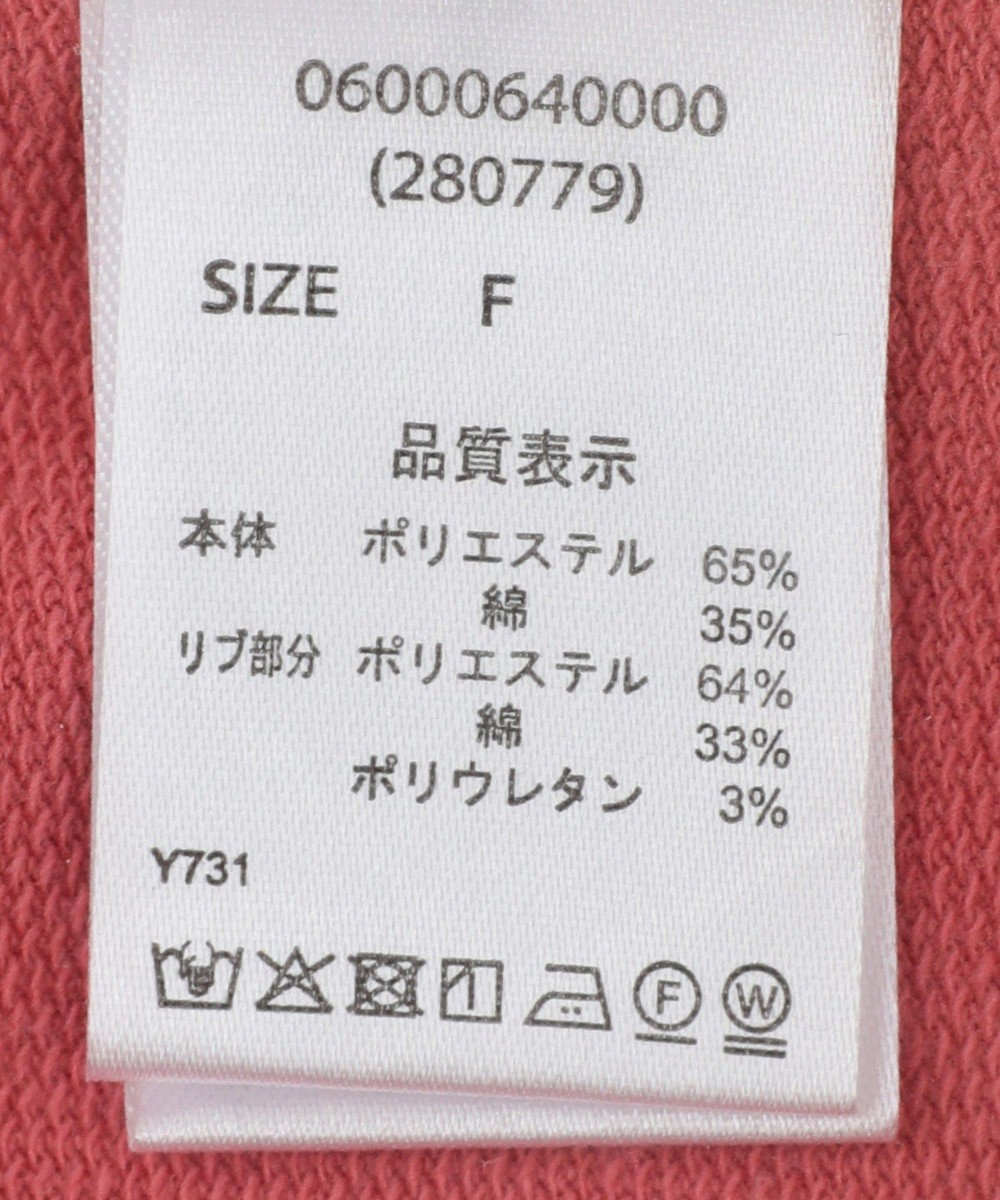 06000640000
(280779)
SIZE F
品質表示
本体 ポリエステル 65%
綿 35%
リブ部分 ポリエステル 64%
綿 33%
ポリウレタン 3%
Y731
F W